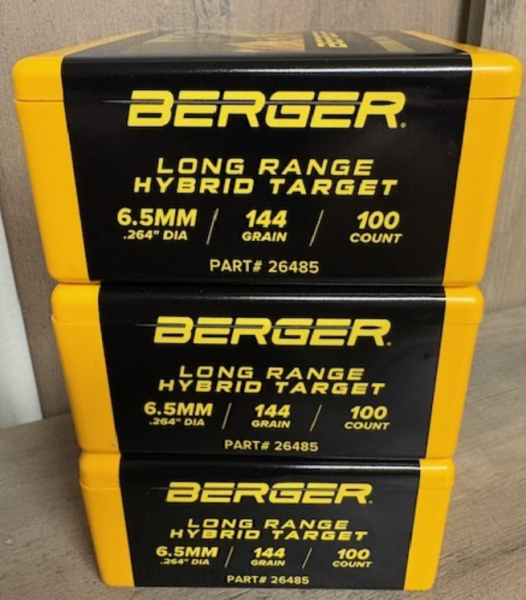 BERGER
LONG RANGE
HYBRID TARGET
6.5MM / 144 / 100
.264" DIA GRAIN COUNT
PART# 26485
BERGER
LONG RANGE
HYBRID TARGET
6.5MM / 144 / 100
.264" DIA GRAIN COUNT
PART# 26485
BERGER
LONG RANGE
HYBRID TARGET
6.5MM / 144 / 100
.264" DIA GRAIN COUNT
PART# 26485